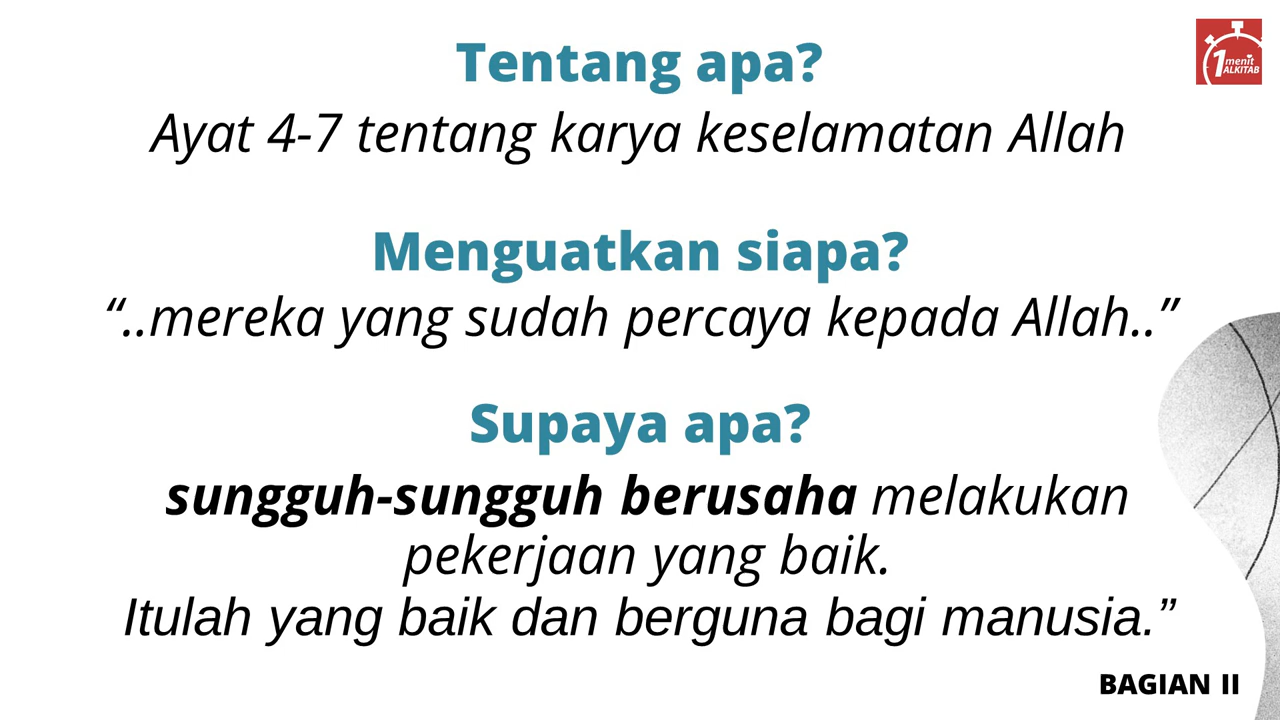 Tentang apa?
1 menit
ALKITAB
Ayat 4-7 tentang karya keselamatan Allah
Menguatkan siapa?
“..mereka yang sudah percaya kepada Allah..”
Supaya apa?
sungguh-sungguh berusaha melakukan
pekerjaan yang baik.
Itulah yang baik dan berguna bagi manusia.”
BAGIAN II